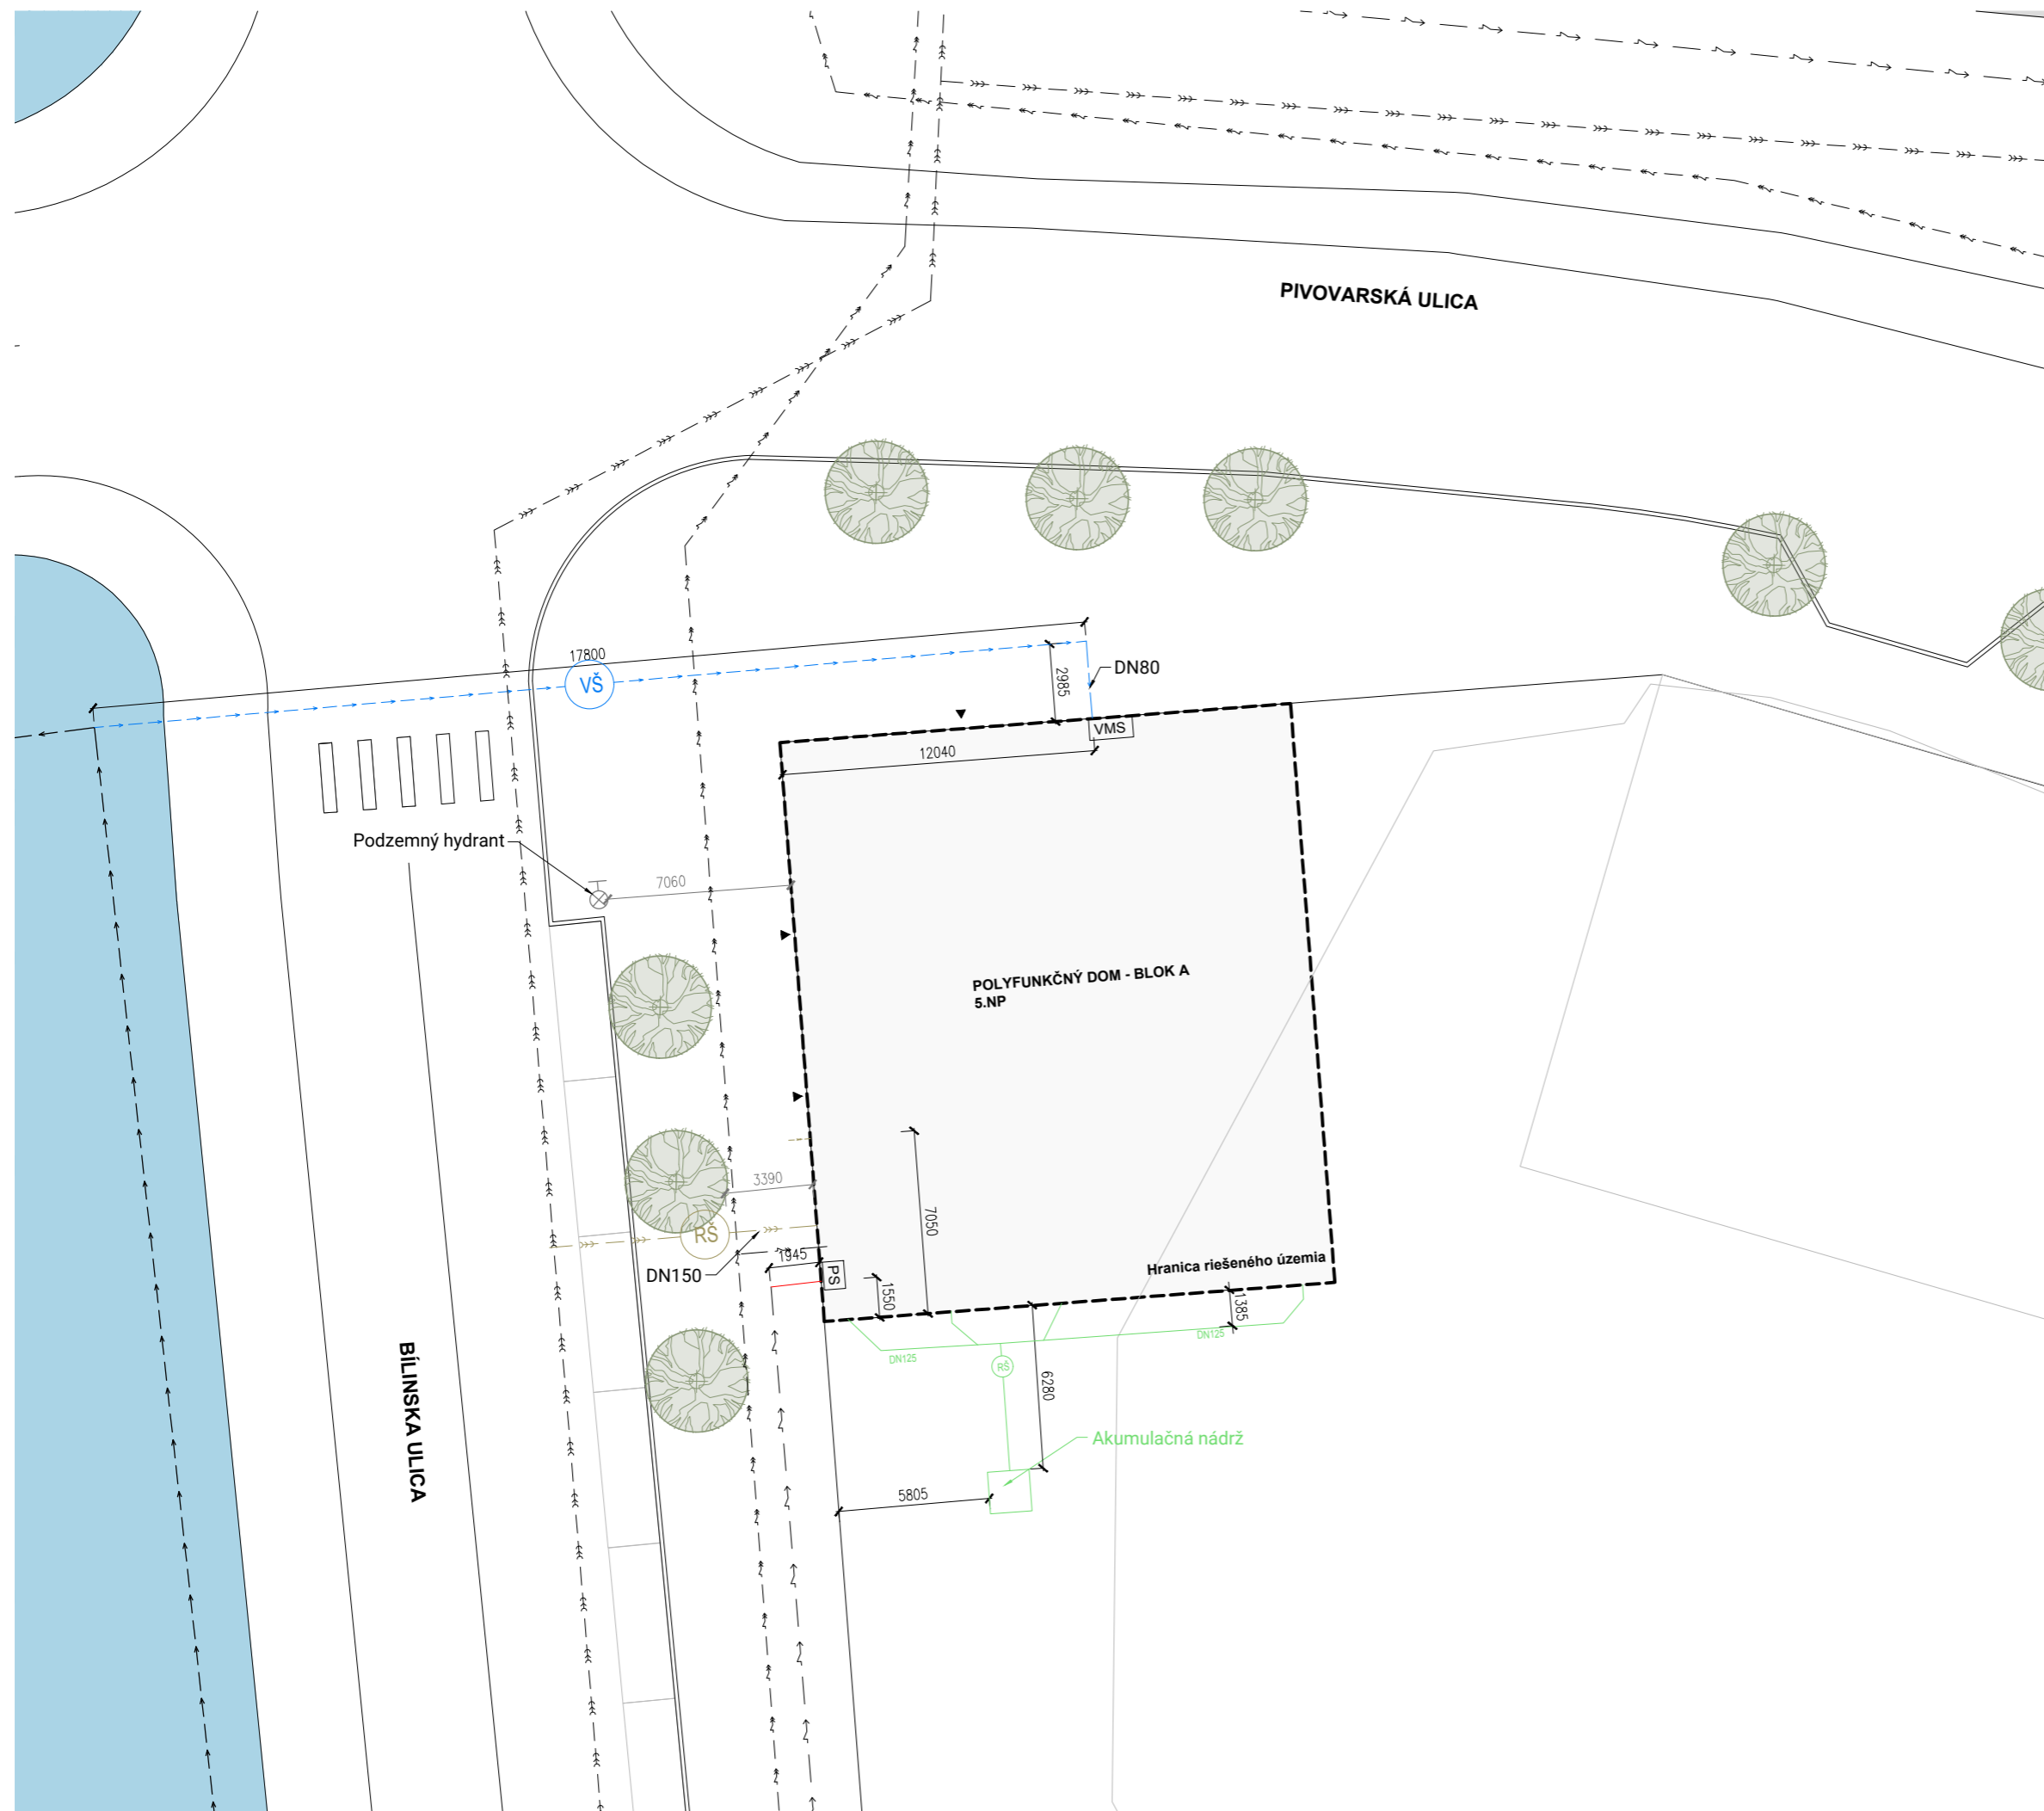 PIVOVARSKÁ ULICA
17800
VŠ
2985
DN80
VMS
12040
Podzemný hydrant
7060
POLYFUNKČNÝ DOM - BLOK A
5.NP
3390
7050
RŠ
DN150
1945
PS
1550
Hranica riešeného územia
1385
DN125
DN125
RŠ
6280
BÍLINSKA ULICA
Akumulačná nádrž
5805